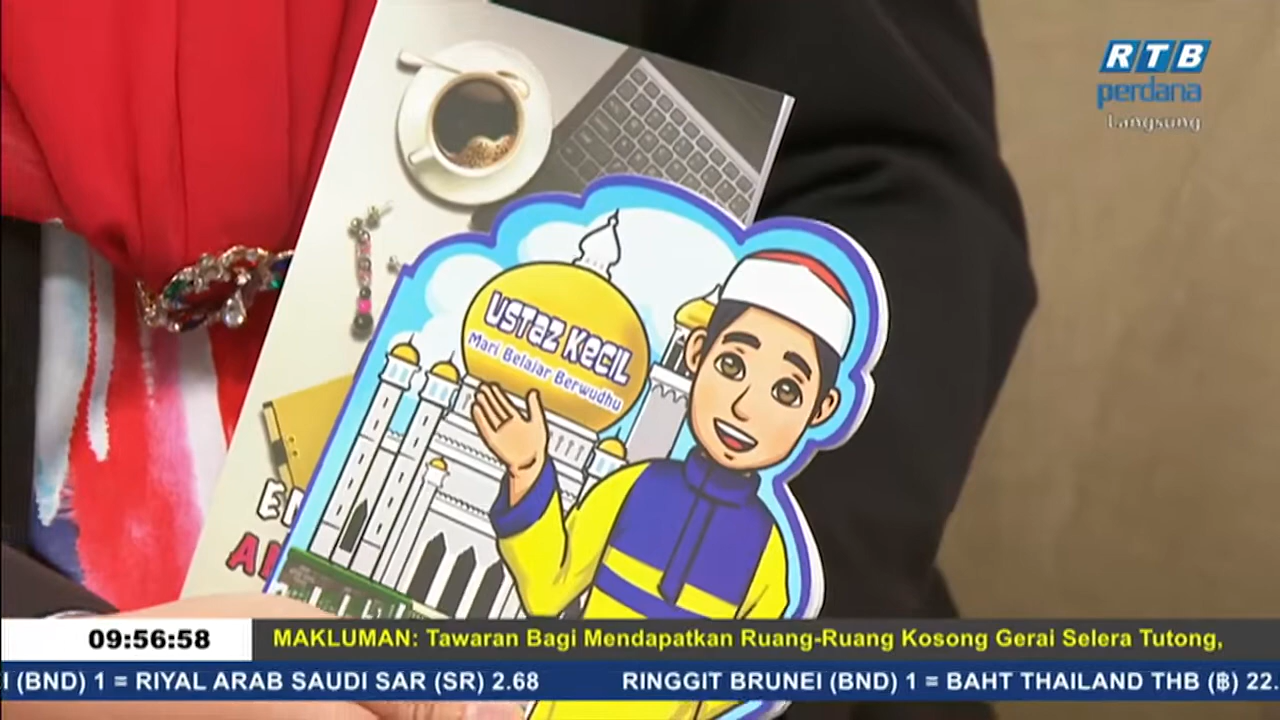 RTB
perdana
Langsung
USTAZ KECIL
Mari Belajar Berwudhu
09:56:58
MAKLUMAN: Tawaran Bagi Mendapatkan Ruang-Ruang Kosong Gerai Selera Tutong,
(BND) 1 = RIYAL ARAB SAUDI SAR (SR) 2.68
RINGGIT BRUNEI (BND) 1 = BAHT THAILAND THB (฿) 22.